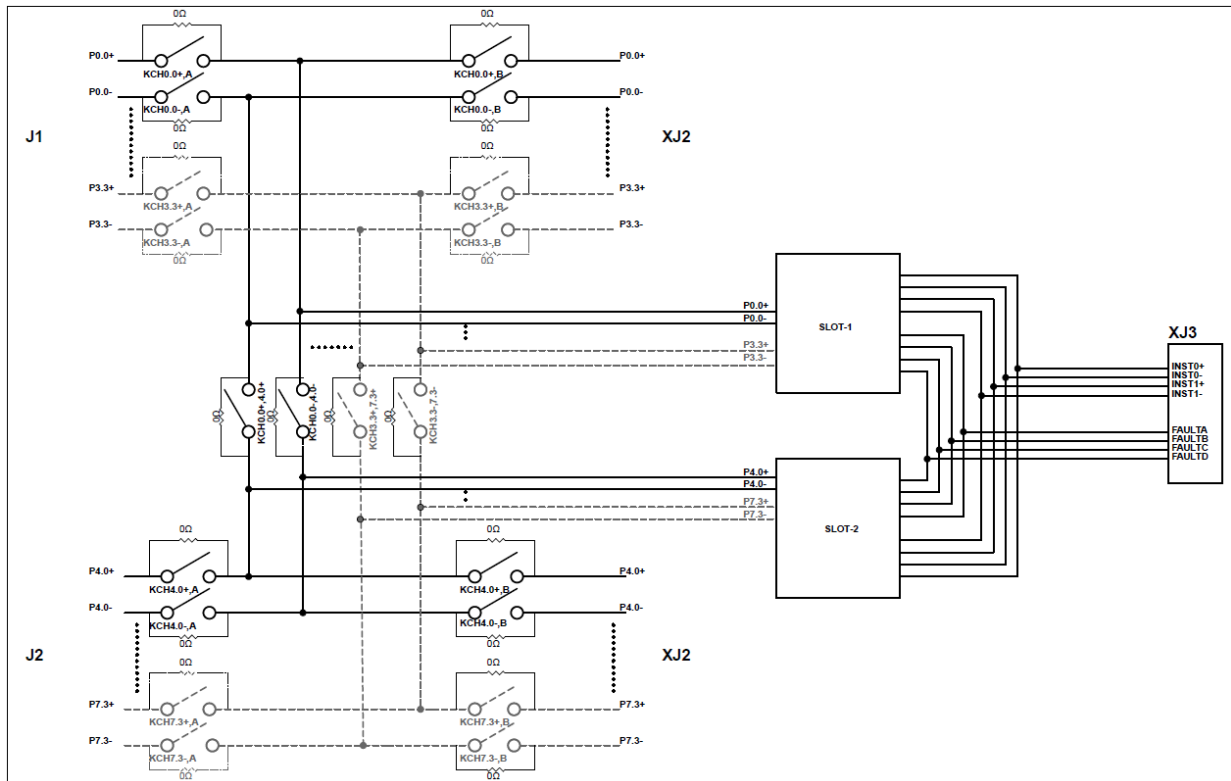 0Ω 0Ω
P0.0+ P0.0+
KCH0.0+,A KCH0.0+,B
P0.0- P0.0-
KCH0.0-,A KCH0.0-,B
0Ω 0Ω
J1 XJ2
0Ω 0Ω
P3.3+ P3.3+
KCH3.3+,A KCH3.3+,B
P3.3- P3.3-
KCH3.3-,A KCH3.3-,B
0Ω 0Ω
P0.0+
P0.0-
P3.3+
P3.3-
SLOT-1
XJ3
INST0+
INST0-
INST1+
INST1-
FAULTA
FAULTB
FAULTC
FAULTD
0Ω KCH0.0+,4.0+
0Ω KCH0.0-,4.0-
0Ω KCH3.3+,7.3+
0Ω KCH3.3-,7.3-
P4.0+
P4.0-
P7.3+
P7.3-
SLOT-2
0Ω 0Ω
P4.0+ P4.0+
KCH4.0+,A KCH4.0+,B
P4.0- P4.0-
KCH4.0-,A KCH4.0-,B
0Ω 0Ω
J2 XJ2
0Ω 0Ω
P7.3+ P7.3+
KCH7.3+,A KCH7.3+,B
P7.3- P7.3-
KCH7.3-,A KCH7.3-,B
0Ω 0Ω